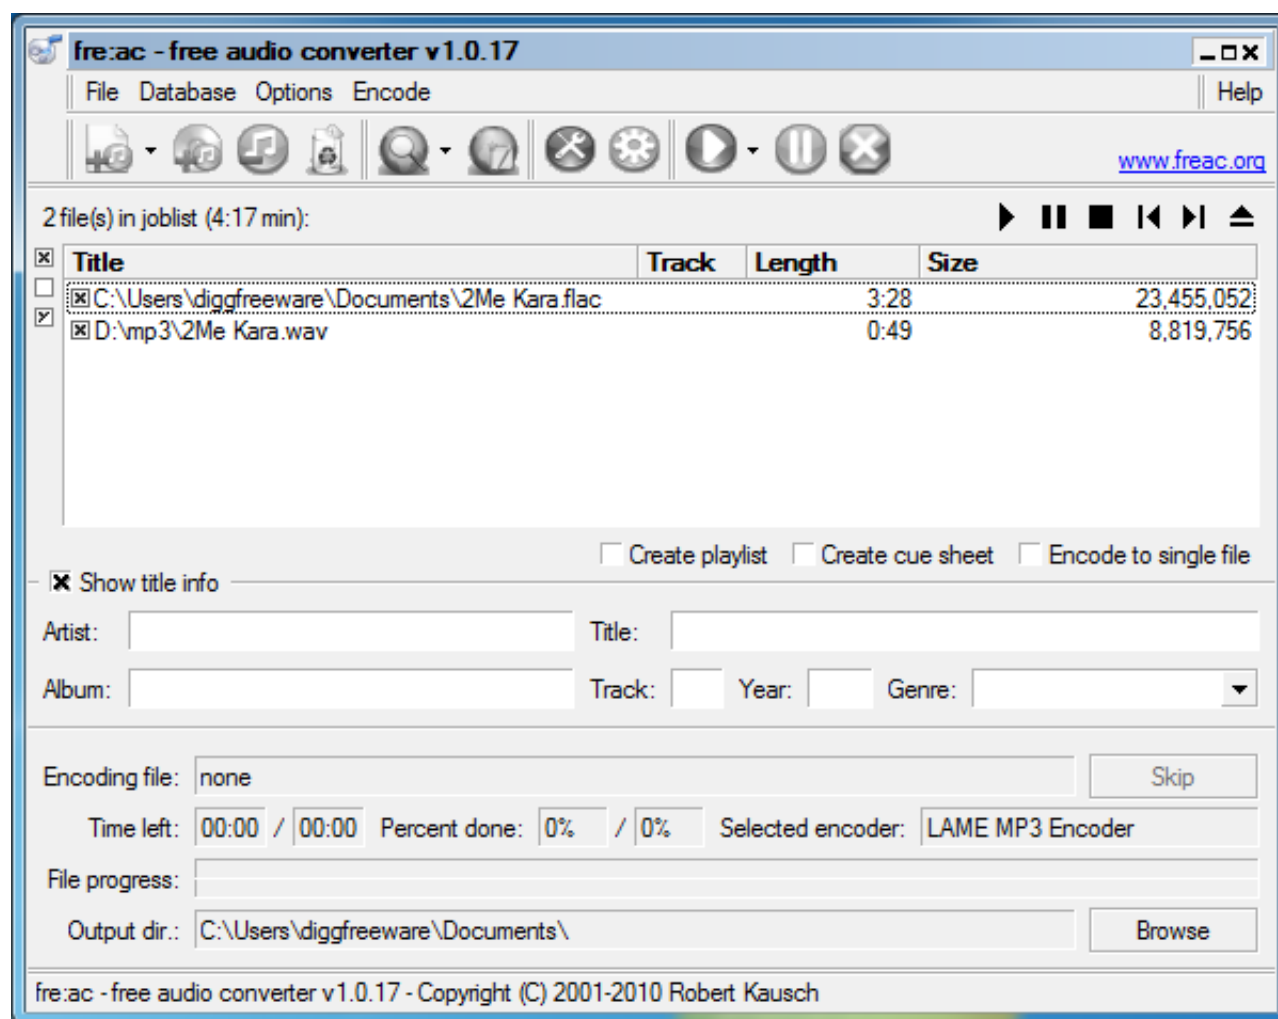 fre:ac - free audio converter v1.0.17
File Database Options Encode Help
www.freac.org
2 file(s) in joblist (4:17 min):
Title Track Length Size
C:\Users\diggfreeware\Documents\2Me Kara.flac 3:28 23,455,052
D:\mp3\2Me Kara.wav 0:49 8,819,756
Create playlist Create cue sheet Encode to single file
Show title info
Artist: Title:
Album: Track: Year: Genre:
Encoding file: none Skip
Time left: 00:00 / 00:00 Percent done: 0% / 0% Selected encoder: LAME MP3 Encoder
File progress:
Output dir.: C:\Users\diggfreeware\Documents\ Browse
fre:ac - free audio converter v1.0.17 - Copyright (C) 2001-2010 Robert Kausch